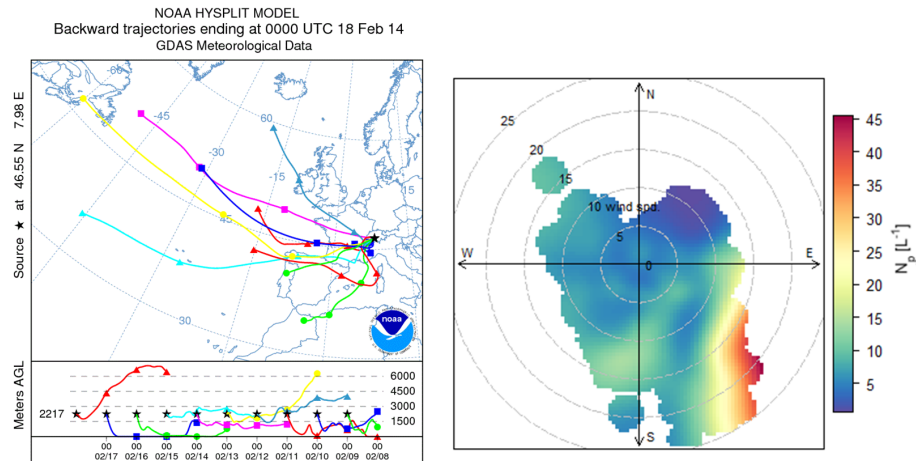 NOAA HYSPLIT MODEL
Backward trajectories ending at 0000 UTC 18 Feb 14
GDAS Meteorological Data
Source ★ at 46.55 N 7.98 E
-60
-45
-30
-15
60
45
30
15
noaa
Meters AGL
2217
6000
4500
3000
1500
00 00 00 00 00 00 00 00 00 00
02/17 02/16 02/15 02/14 02/13 02/12 02/11 02/10 02/09 02/08
N
25
20
15
10 wind spd.
5
0
W
E
S
45
40
35
30
25
20
15
10
5
Np [L⁻¹]